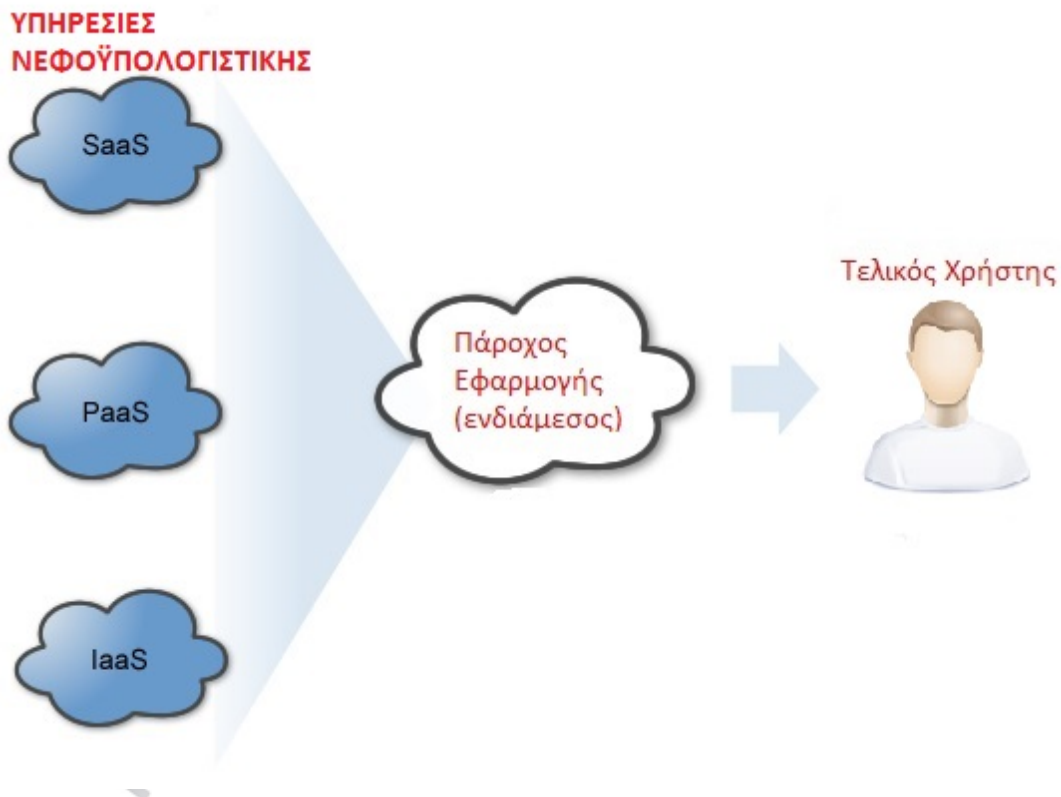 ΥΠΗΡΕΣΙΕΣ
ΝΕΦΟΫΠΟΛΟΓΙΣΤΙΚΗΣ
SaaS
Τελικός Χρήστης
Πάροχος
Εφαρμογής
(ενδιάμεσος)
PaaS
IaaS